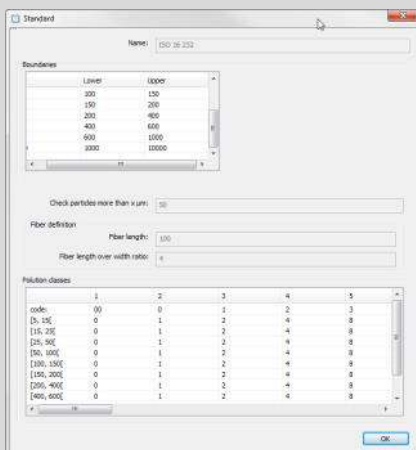 Standard
Name: ISO 16 232
Boundaries
Lower Upper
100 150
150 200
200 400
400 600
600 1000
1000 10000
Check particles more than x µm: 50
Fiber definition
Fiber length: 100
Fiber length over width ratio: 4
Polution classes
1 2 3 4 5
code: 00 0 1 2 3
[5, 15[ 0 1 2 4 8
[15, 25[ 0 1 2 4 8
[25, 50[ 0 1 2 4 8
[50, 100[ 0 1 2 4 8
[100, 150[ 0 1 2 4 8
[150, 200[ 0 1 2 4 8
[200, 400[ 0 1 2 4 8
[400, 600[ 0 1 2 4 8
OK